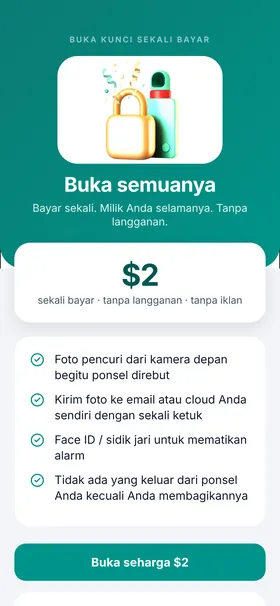 BUKA KUNCI SEKALI BAYAR
Buka semuanya
Bayar sekali. Milik Anda selamanya. Tanpa
langganan.
$2
sekali bayar · tanpa langganan · tanpa iklan
Foto pencuri dari kamera depan
begitu ponsel direbut
Kirim foto ke email atau cloud Anda
sendiri dengan sekali ketuk
Face ID / sidik jari untuk mematikan
alarm
Tidak ada yang keluar dari ponsel
Anda kecuali Anda membagikannya
Buka seharga $2